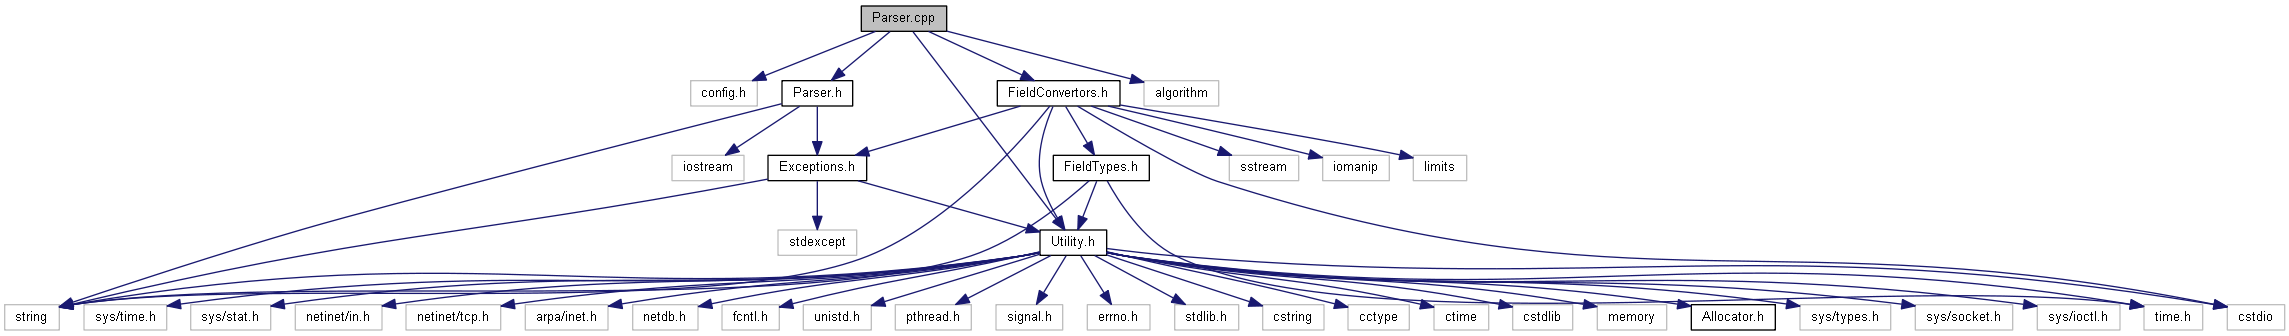 Parser.cpp
config.h
Parser.h
FieldConvertors.h
algorithm
iostream
Exceptions.h
FieldTypes.h
sstream
iomanip
limits
stdexcept
Utility.h
string
sys/time.h
sys/stat.h
netinet/in.h
netinet/tcp.h
arpa/inet.h
netdb.h
fcntl.h
unistd.h
pthread.h
signal.h
errno.h
stdlib.h
cstring
cctype
ctime
cstdlib
memory
Allocator.h
sys/types.h
sys/socket.h
sys/ioctl.h
time.h
cstdio